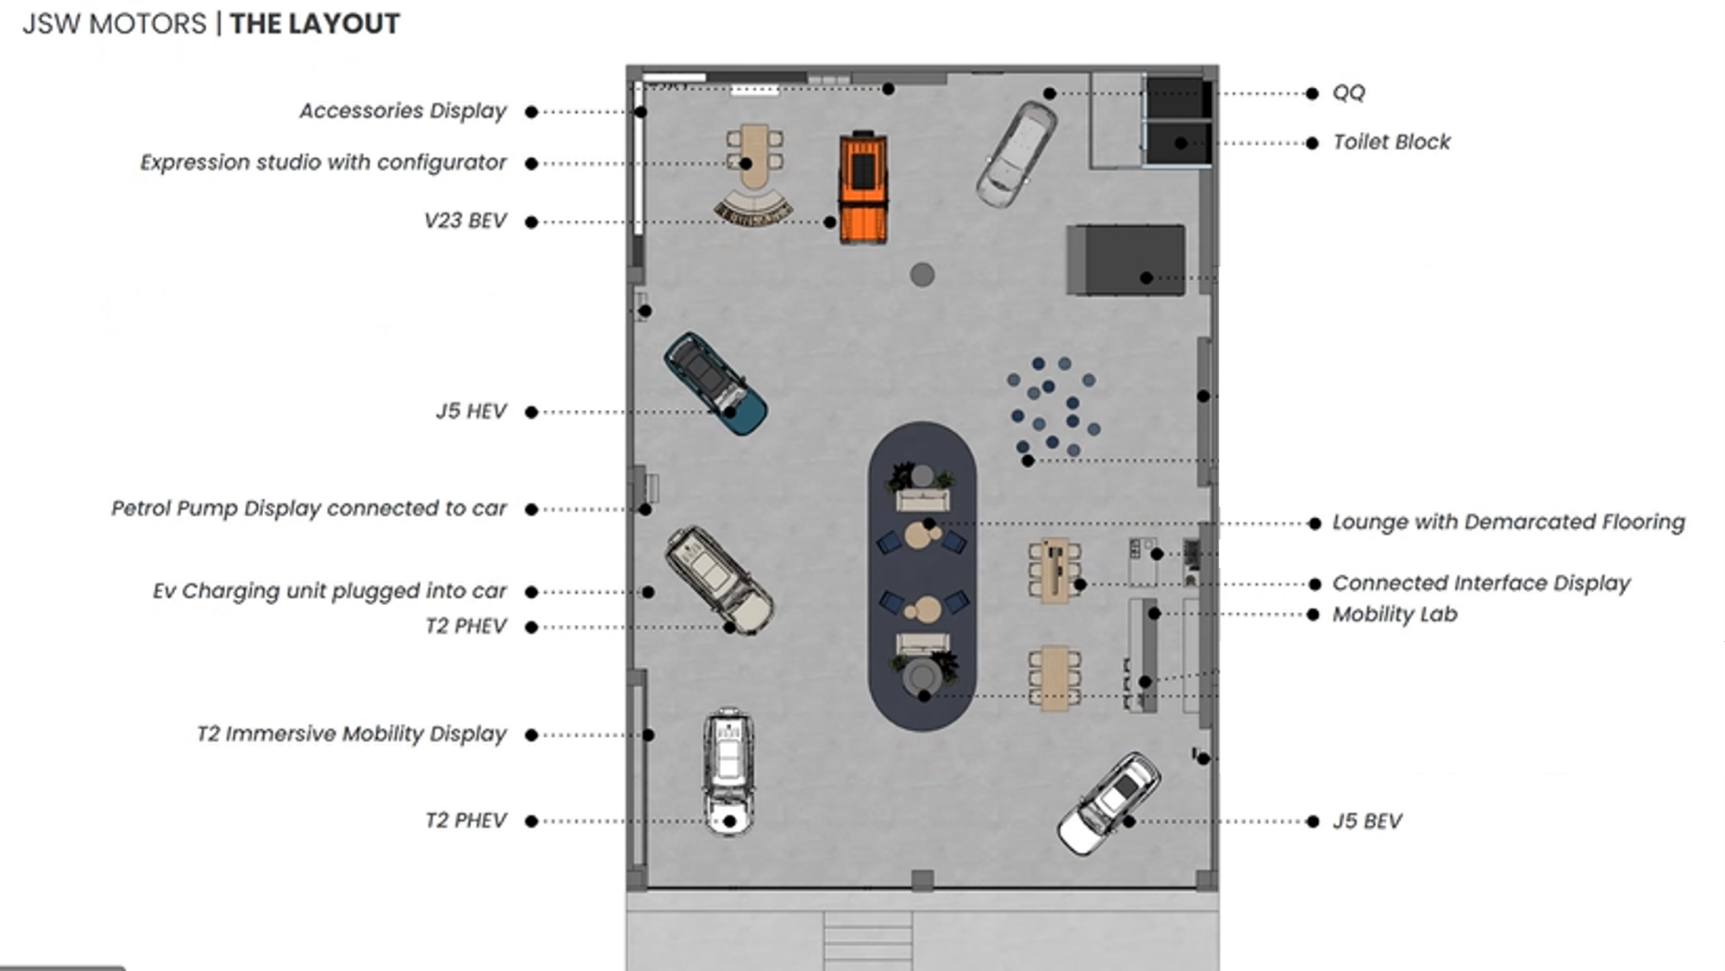 JSW MOTORS | THE LAYOUT
Accessories Display
Expression studio with configurator
V23 BEV
J5 HEV
Petrol Pump Display connected to car
Ev Charging unit plugged into car
T2 PHEV
T2 Immersive Mobility Display
T2 PHEV
QQ
Toilet Block
Lounge with Demarcated Flooring
Connected Interface Display
Mobility Lab
J5 BEV